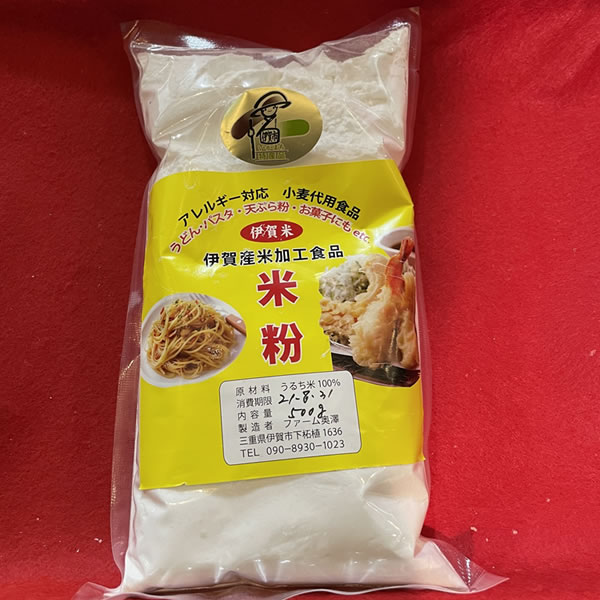 アレルギー対応 小麦代用食品
うどん・パスタ・天ぷら粉・お菓子にも etc.
伊賀米
伊賀産米加工食品
米粉
原材料 うるち米100%
消費期限 21.8.31
内容量 500g
製造者 ファーム奥澤
三重県伊賀市下柘植1636
TEL 090-8930-1023